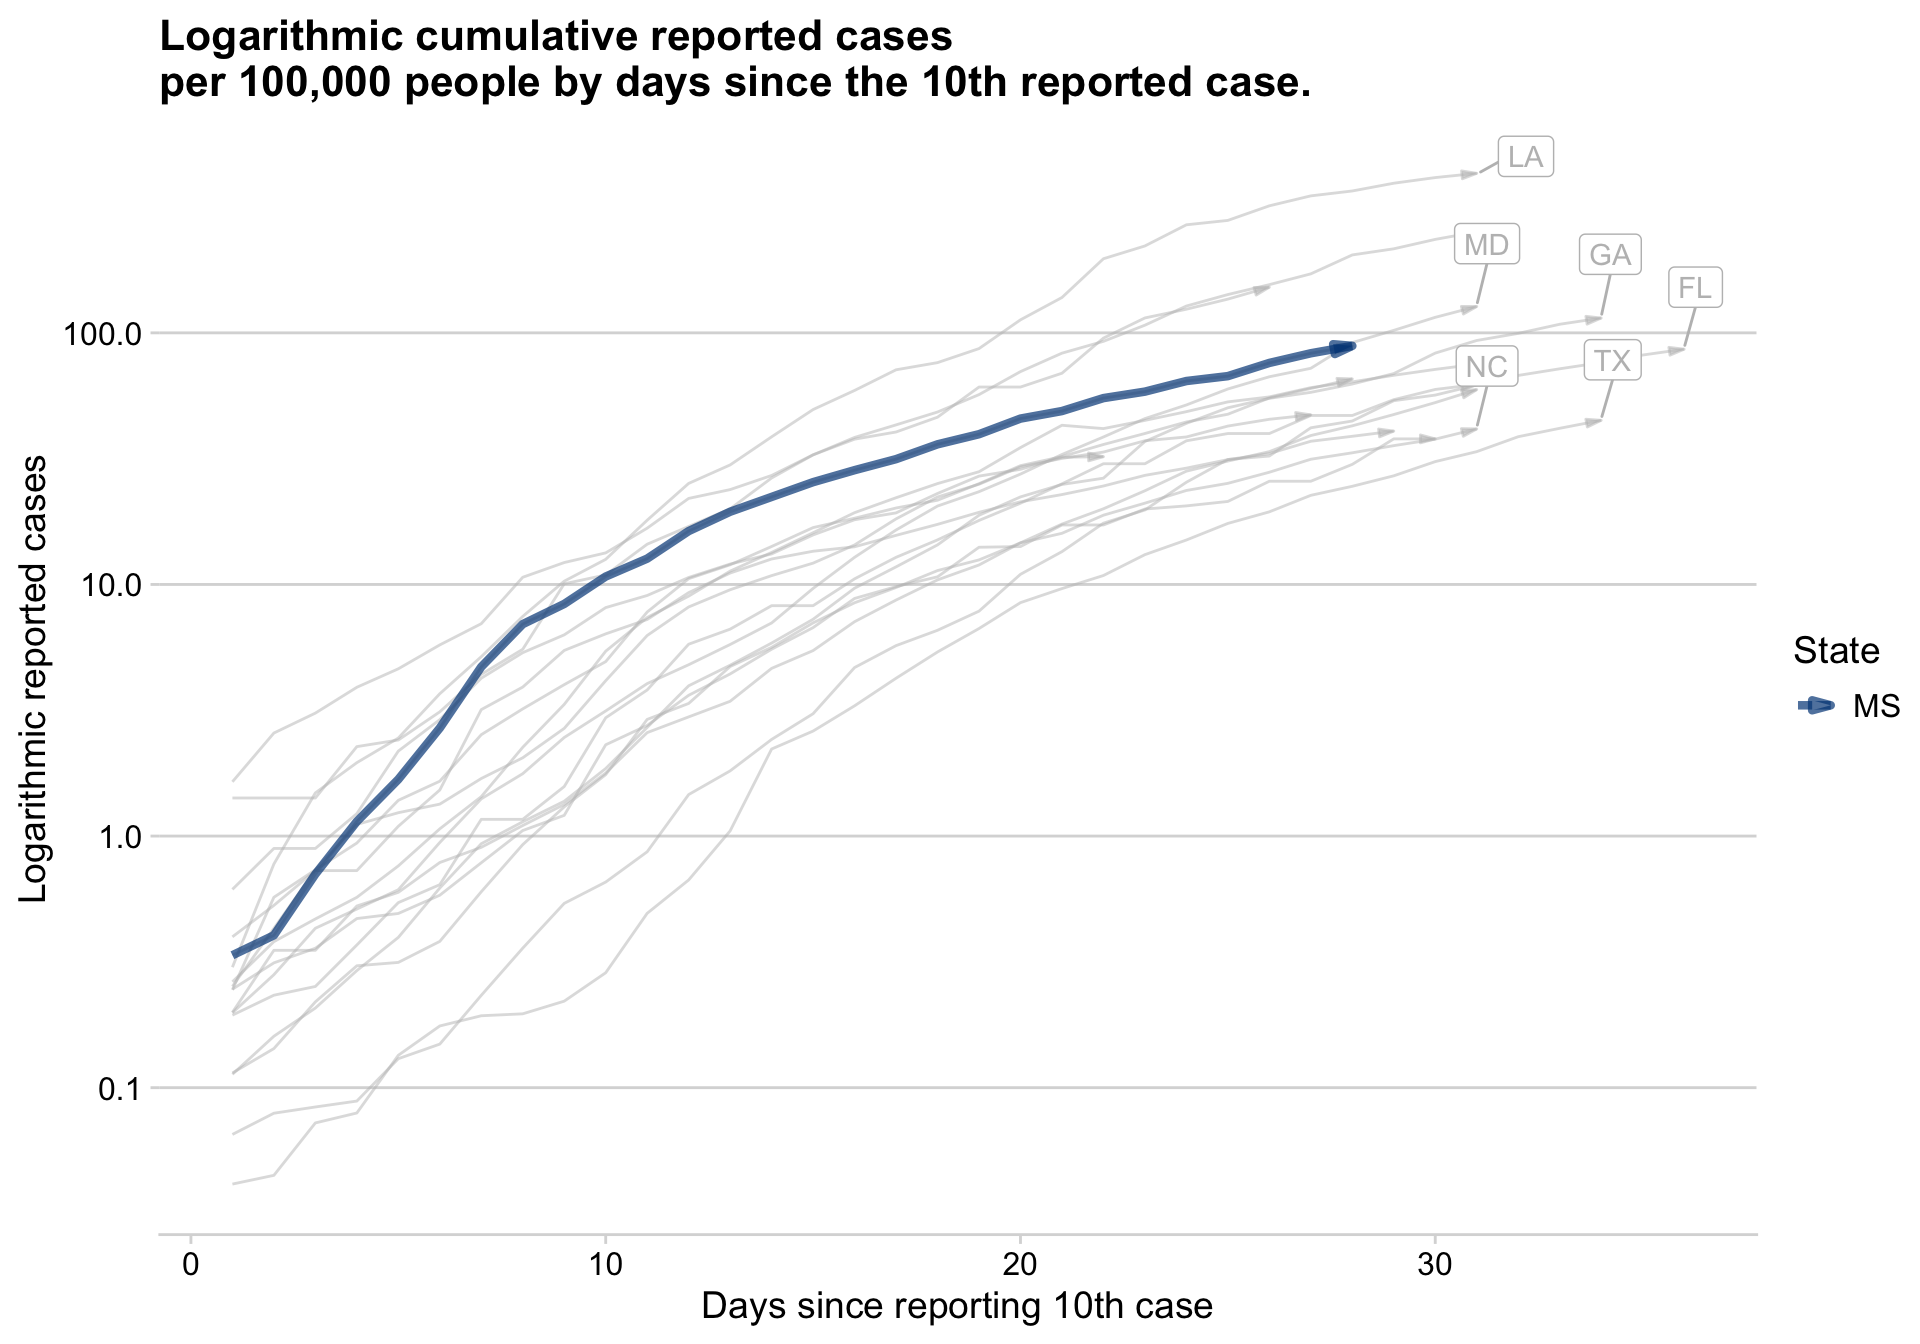 Logarithmic cumulative reported cases
per 100,000 people by days since the 10th reported case.
LA
MD
GA
FL
NC
TX
100.0
10.0
1.0
0.1
Logarithmic reported cases
State
MS
0
10
20
30
Days since reporting 10th case